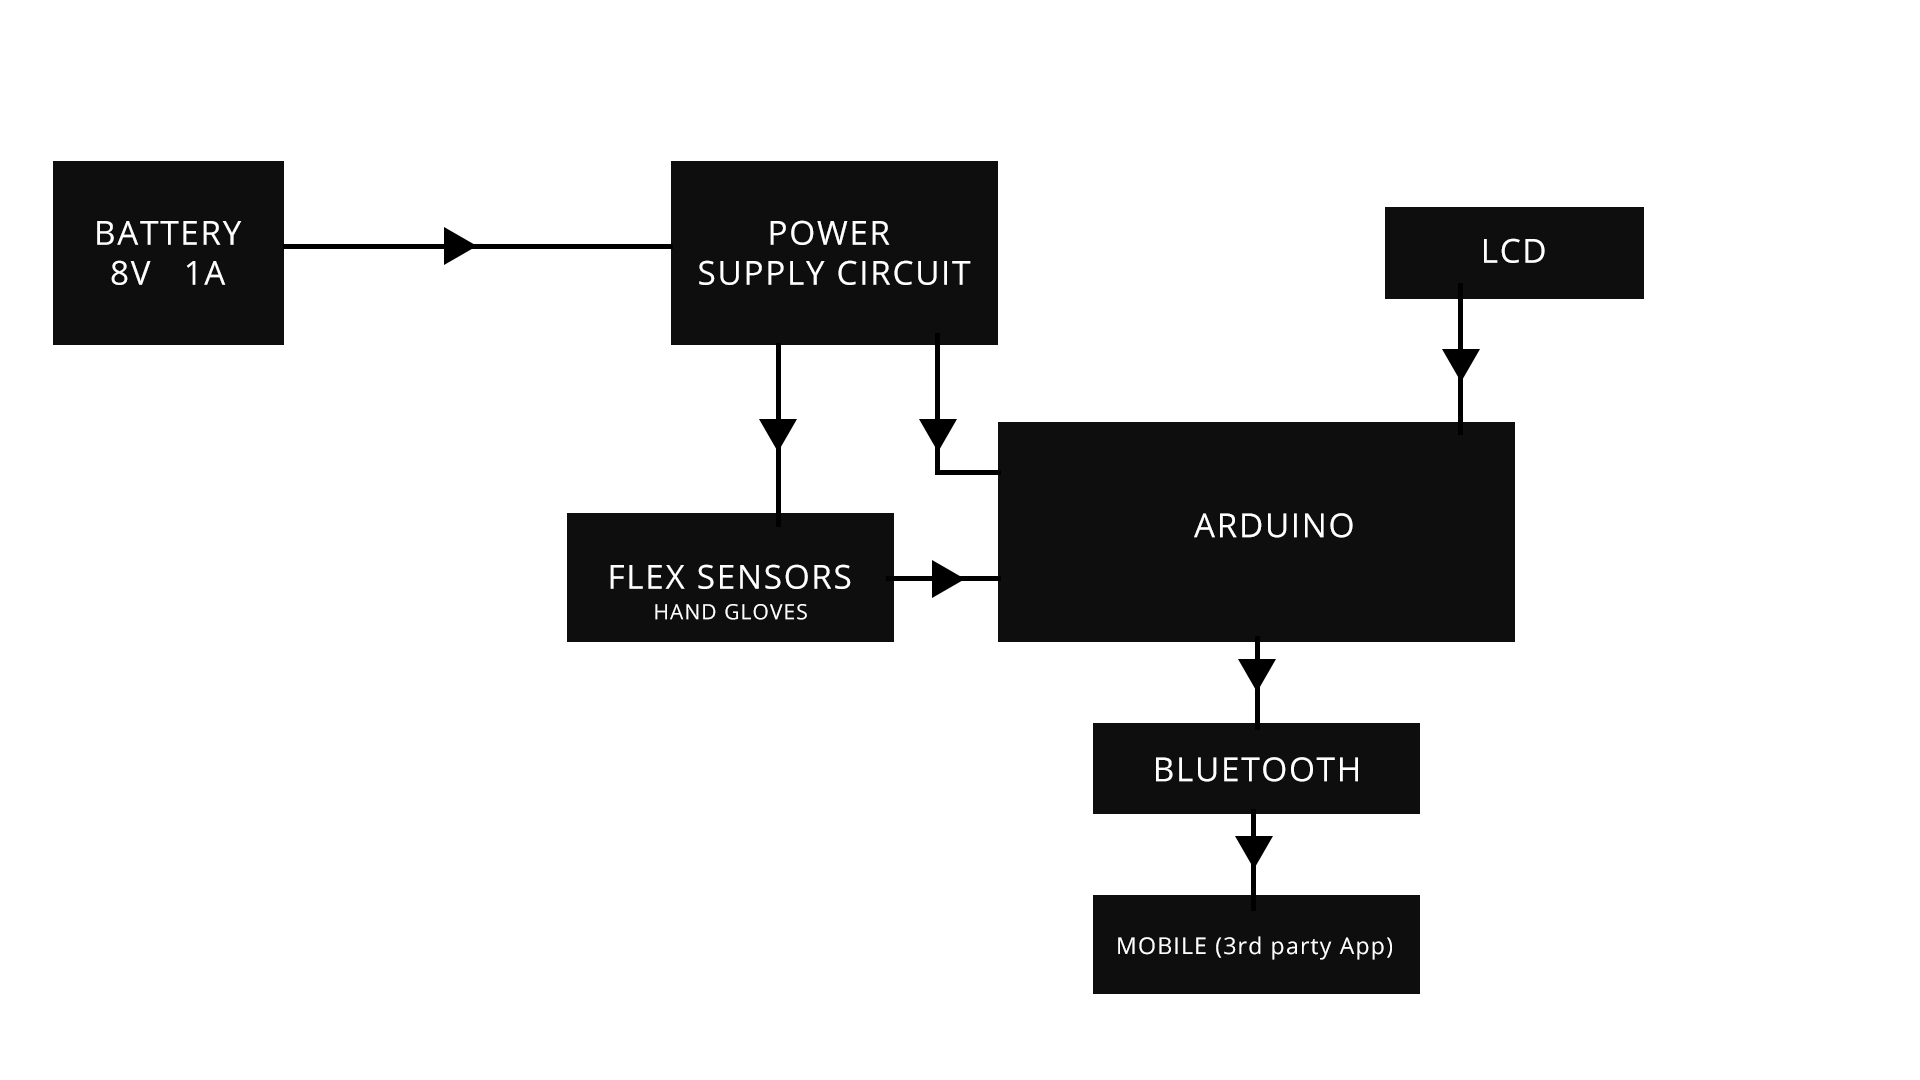 BATTERY
8V 1A
POWER
SUPPLY CIRCUIT
LCD
ARDUINO
FLEX SENSORS
HAND GLOVES
BLUETOOTH
MOBILE (3rd party App)